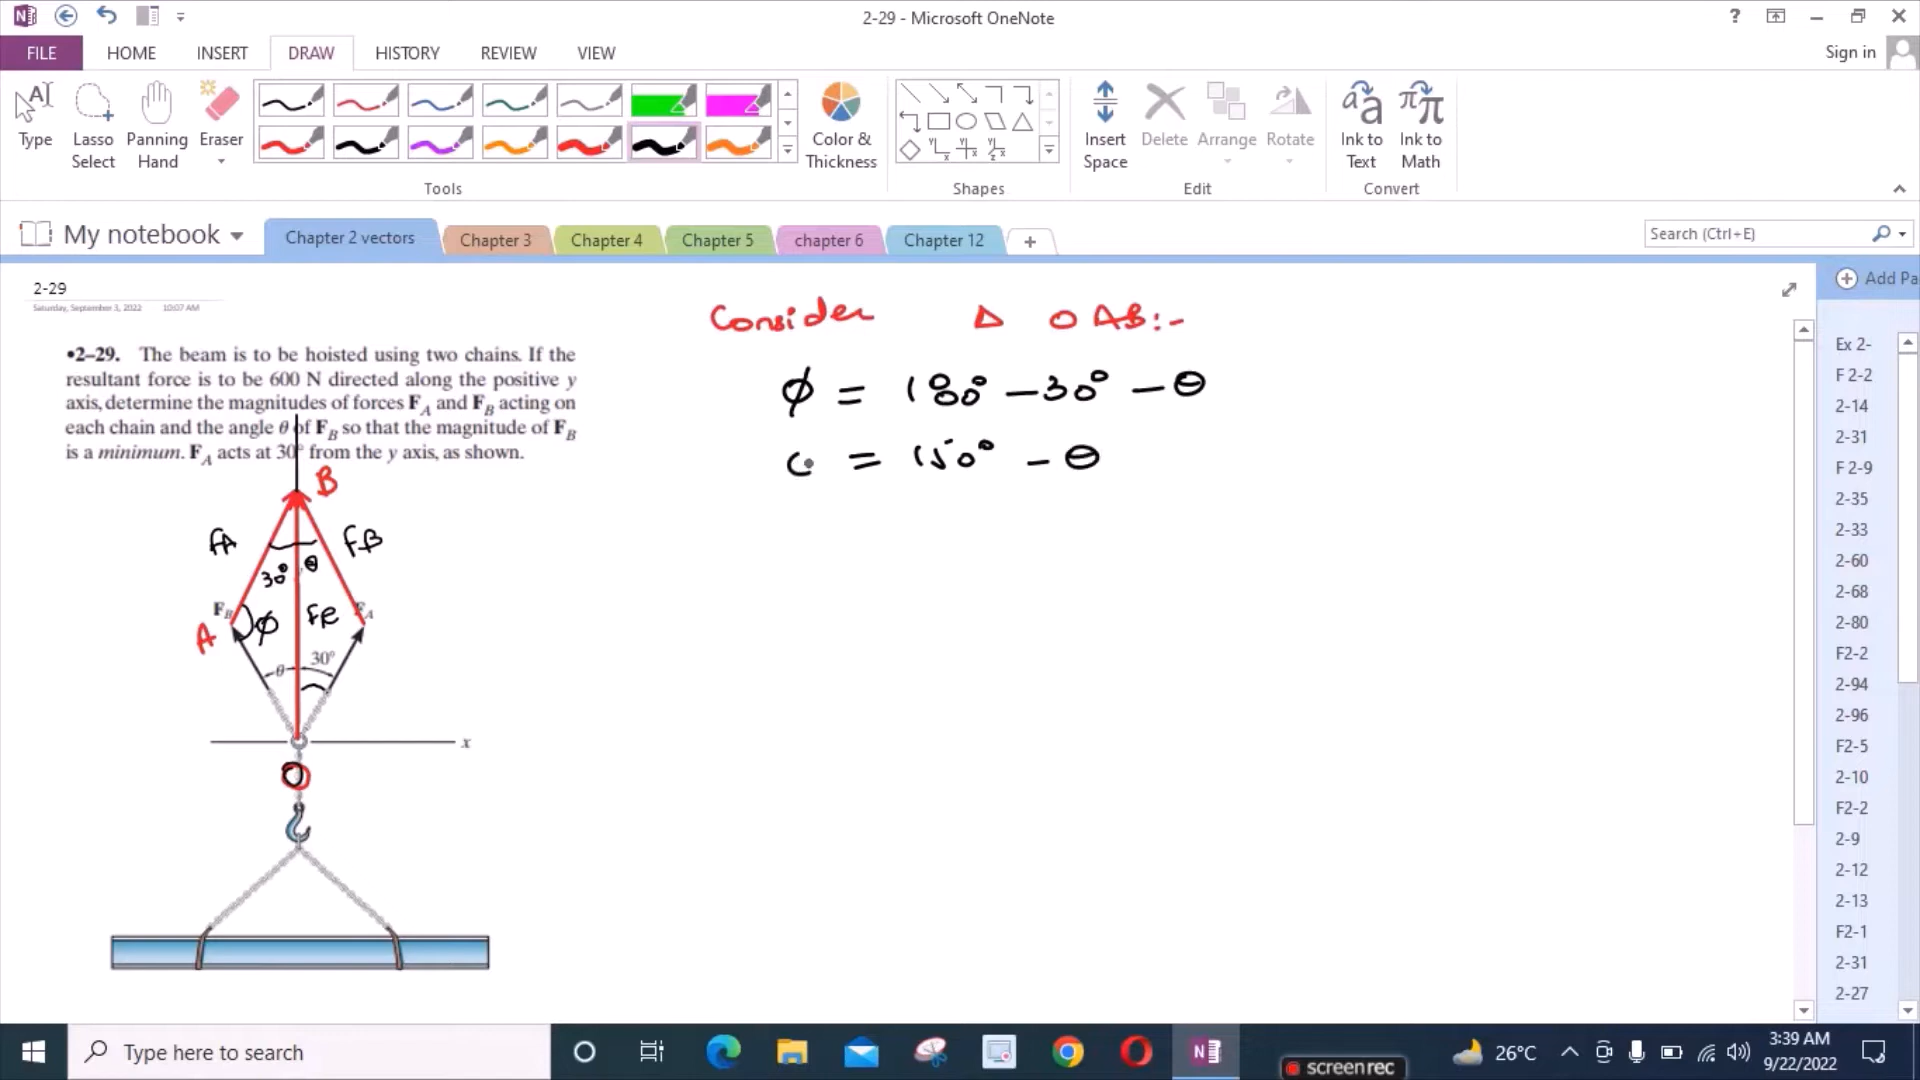 2-29 - Microsoft OneNote
?
FILE HOME INSERT DRAW HISTORY REVIEW VIEW
Sign in
Type
Lasso Select
Panning Hand
Eraser
Color & Thickness
Insert Space
Delete
Arrange
Rotate
Ink to Text
Ink to Math
Tools
Shapes
Edit
Convert
My notebook
Chapter 2 vectors
Chapter 3
Chapter 4
Chapter 5
chapter 6
Chapter 12
Search (Ctrl+E)
Add Pa
2-29
Saturday, September 3, 2022 10:07 AM
•2–29. The beam is to be hoisted using two chains. If the
resultant force is to be 600 N directed along the positive y
axis, determine the magnitudes of forces F_A and F_B acting on
each chain and the angle θ of F_B so that the magnitude of F_B
is a minimum. F_A acts at 30° from the y axis, as shown.
B
FA
FB
30° θ
F_B
FR
A
ϕ
θ
30°
x
O
Consider Δ OAB:-
ϕ = 180° - 30° - θ
= 150° - θ
Ex 2-
F 2-2
2-14
2-31
F 2-9
2-35
2-33
2-60
2-68
2-80
F2-2
2-94
2-96
F2-5
2-10
F2-2
2-9
2-12
2-13
F2-1
2-31
2-27
Type here to search
screenrec
26°C
3:39 AM
9/22/2022